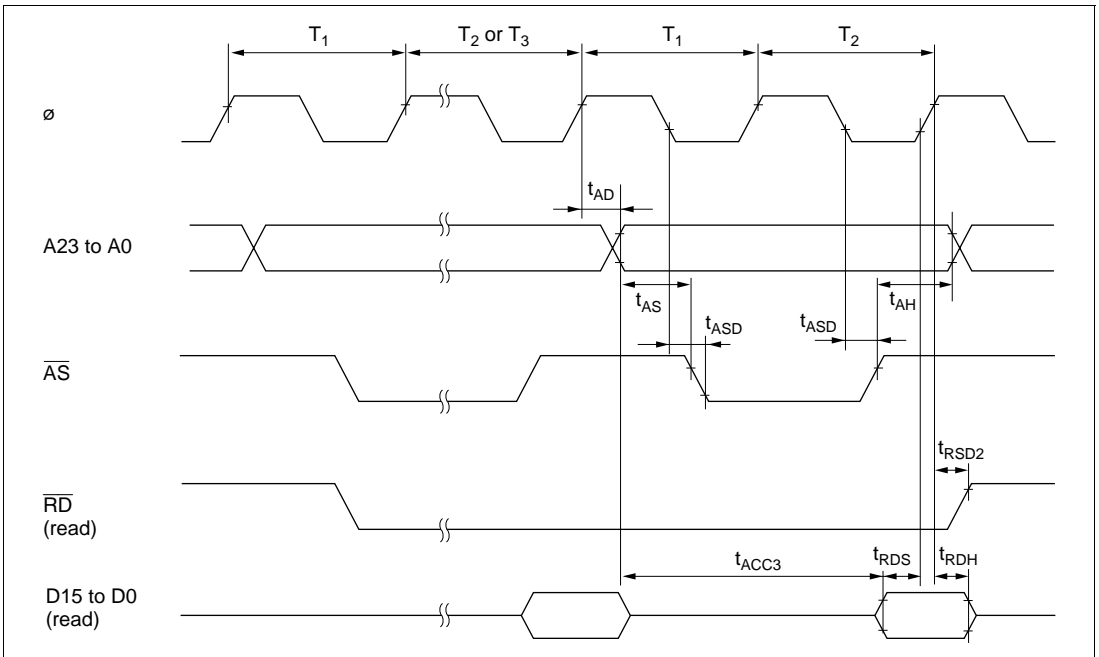 T1 T2 or T3 T1 T2
ø
tAD
A23 to A0
tAS tAH
tASD tASD
AS
tRSD2
RD
(read)
tACC3 tRDS tRDH
D15 to D0
(read)